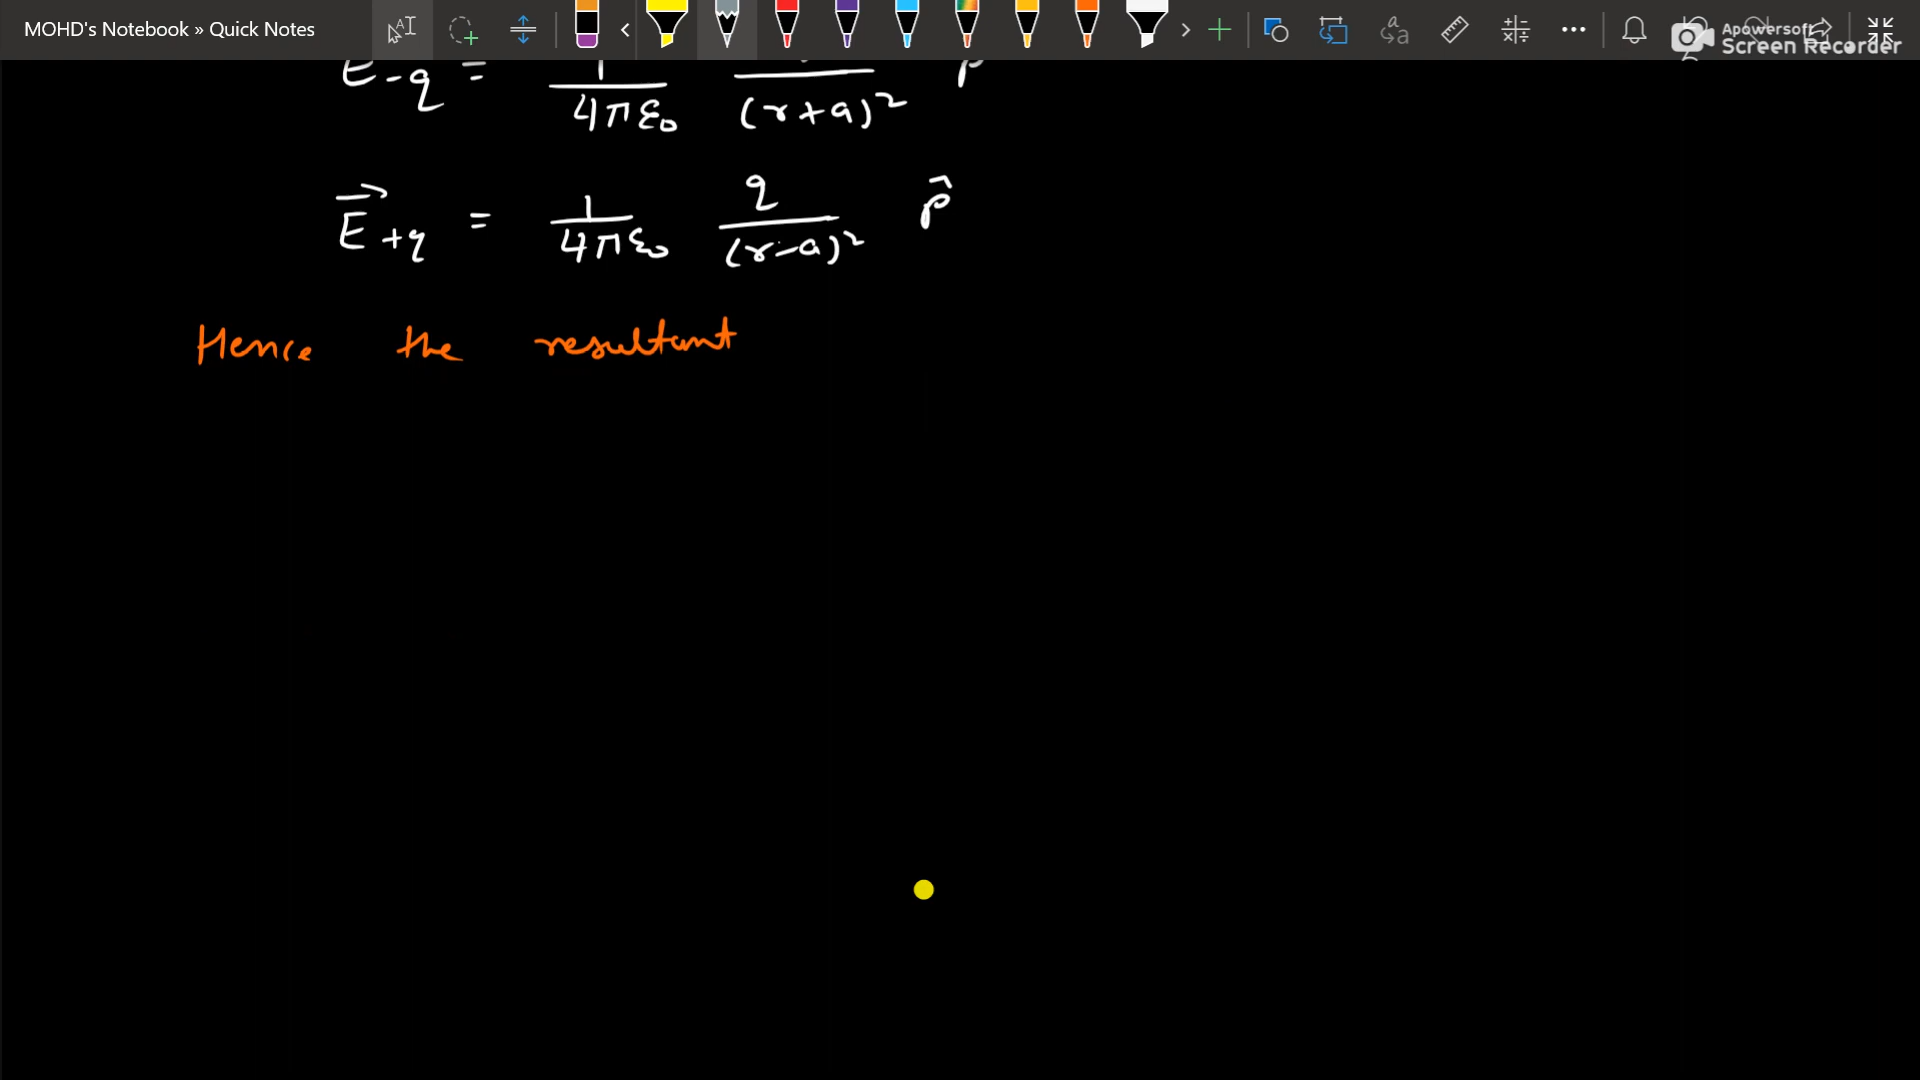 MOHD's Notebook » Quick Notes
Apowersoft
Screen Recorder
E-q = 1/4πε₀ /(r+a)² p
E⃗+q = 1/4πε₀ q/(r-a)² p̂
Hence the resultant